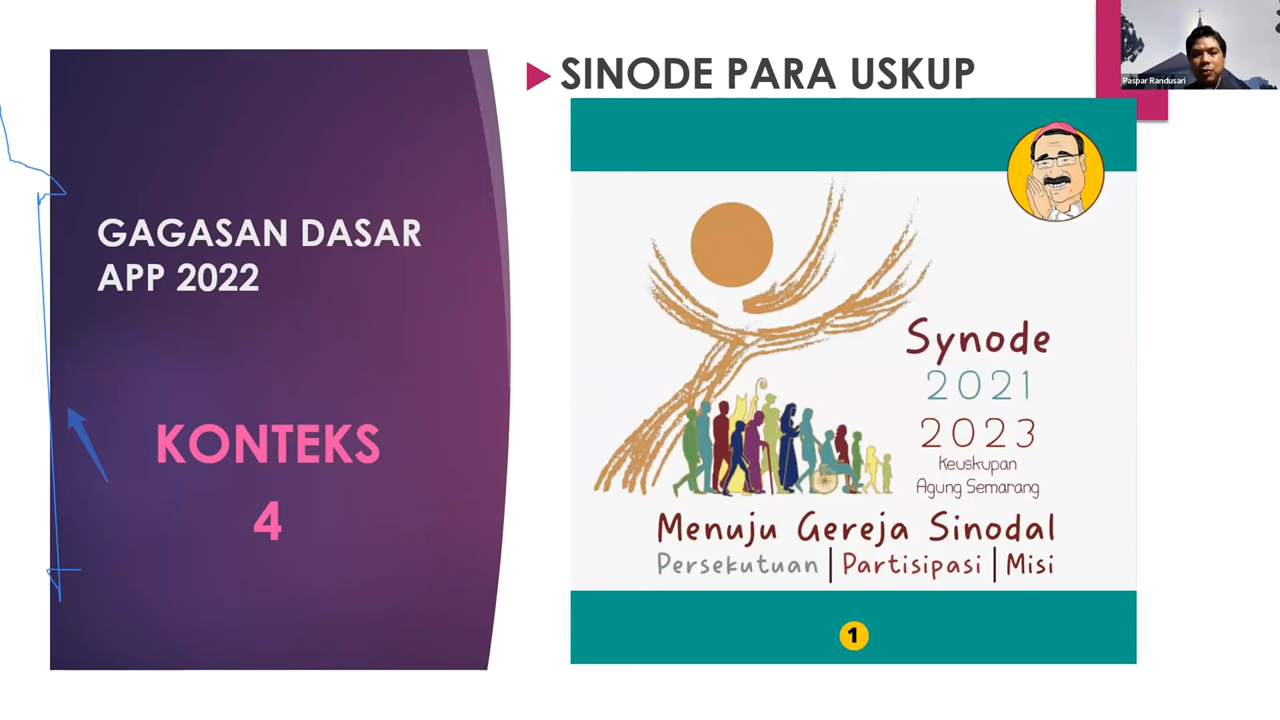 GAGASAN DASAR
APP 2022
KONTEKS
4
SINODE PARA USKUP
Synode
2021
2023
Keuskupan
Agung Semarang
Menuju Gereja Sinodal
Persekutuan | Partisipasi | Misi
1
Paspar Randusari